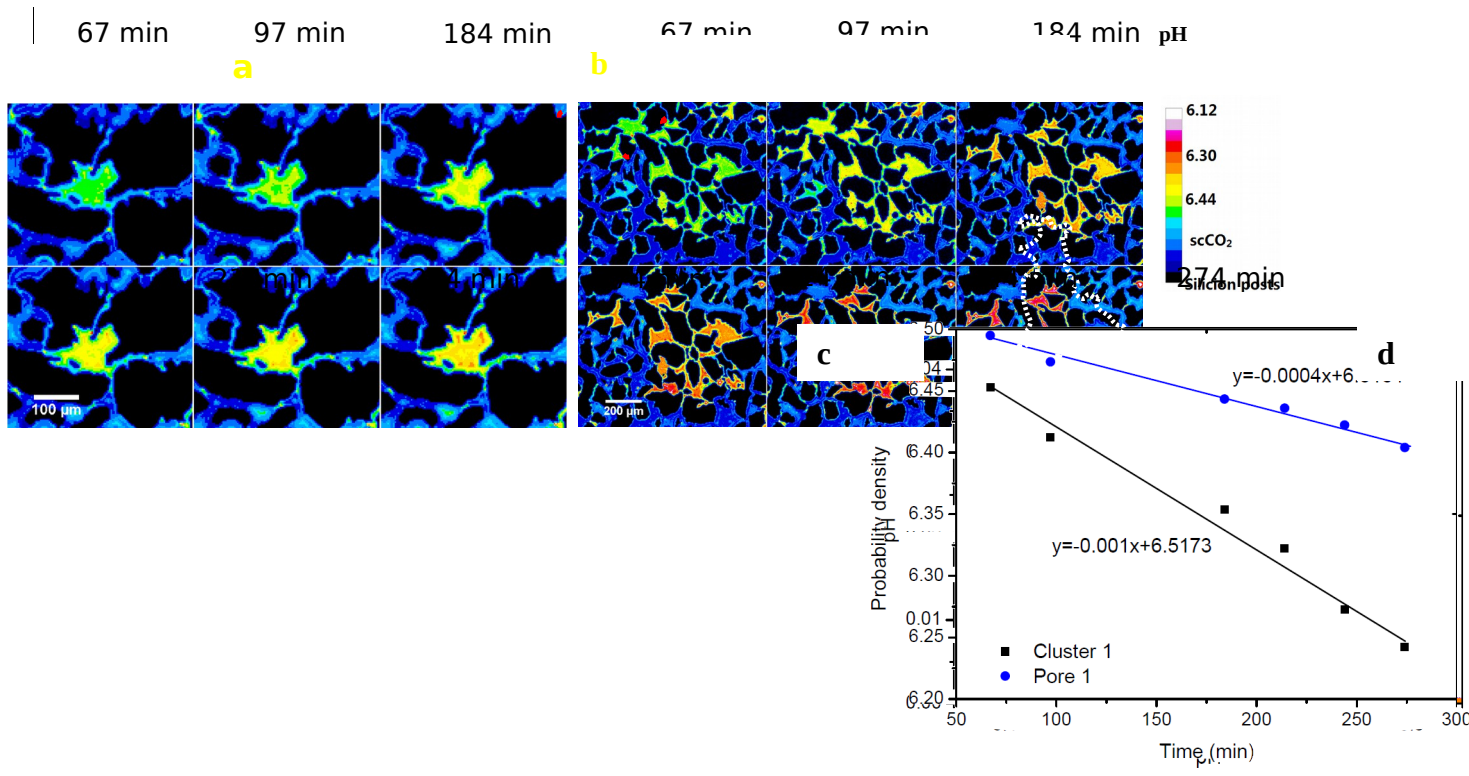 67 min 97 min 184 min 67 min 97 min 184 min pH
a b
6.12
6.30
6.44
scCO₂
274 min
Silicion posts
100 µm
200 µm
c d
y=-0.0004x+
6.45
6.40
6.35
6.30
0.01
6.25
6.20
Probability density
pH
y=-0.001x+6.5173
Cluster 1
Pore 1
50 100 150 200 250 300
Time (min)